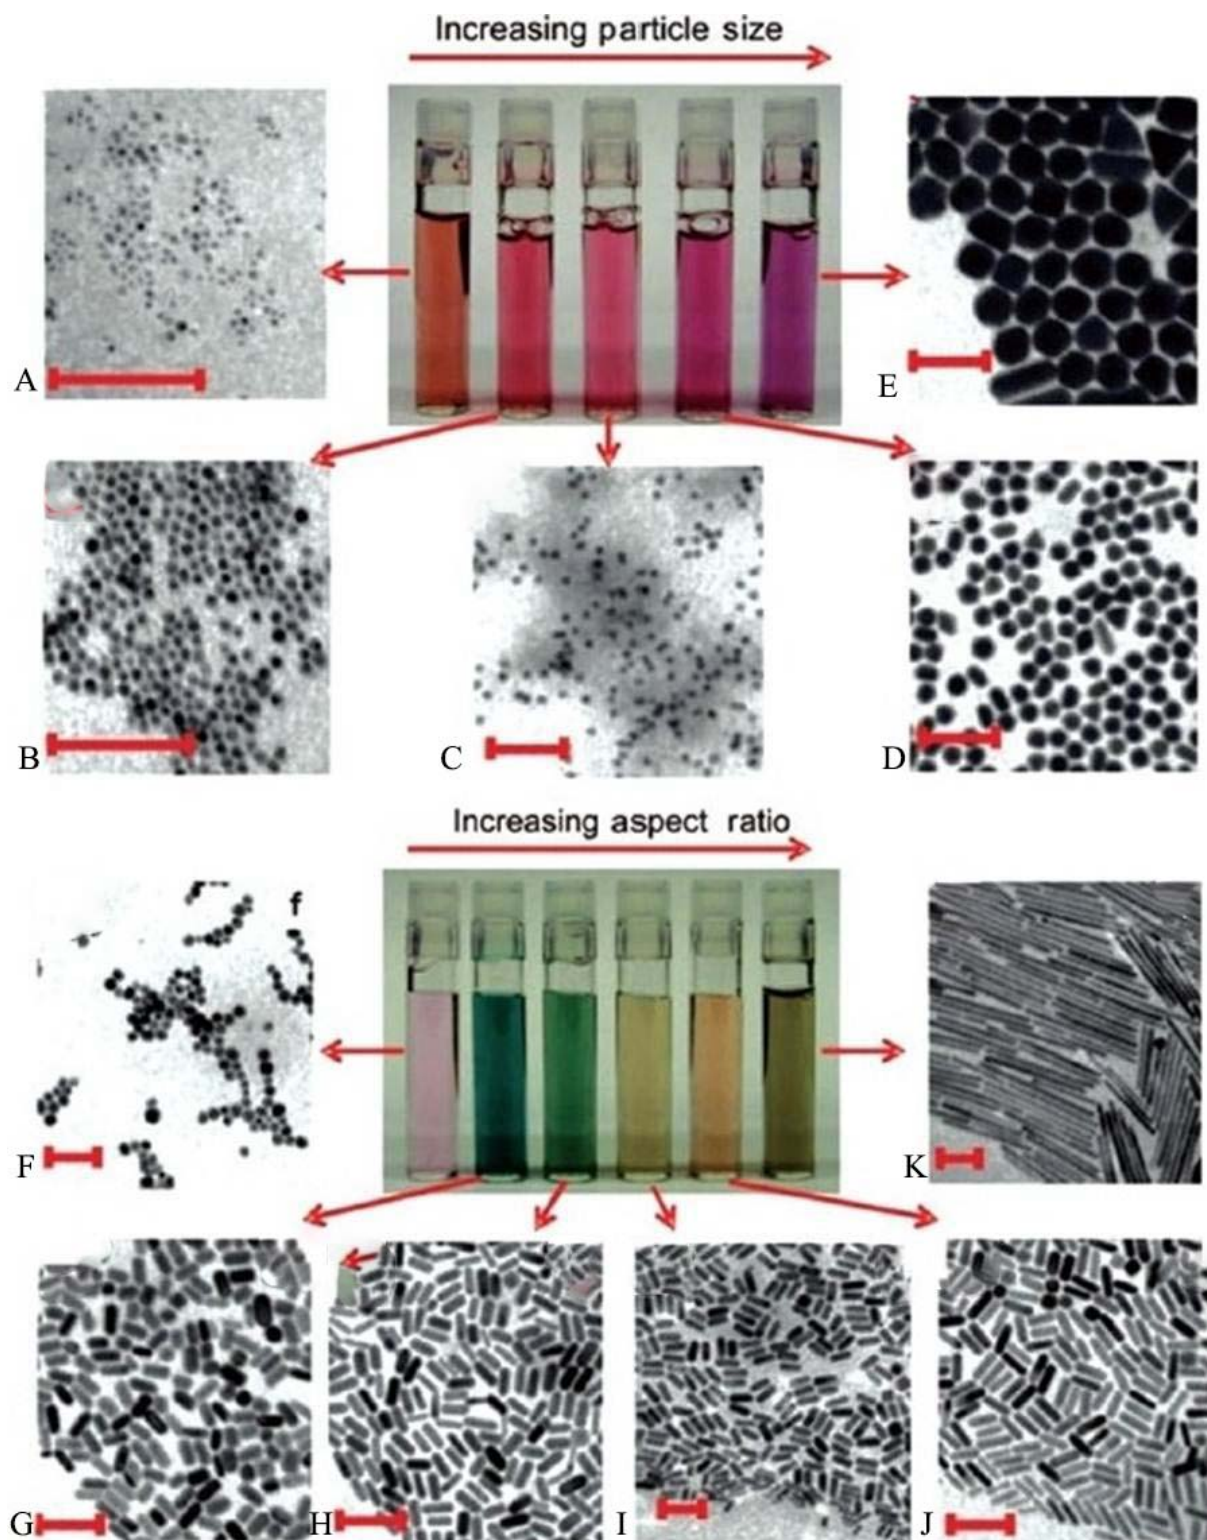 Increasing particle size
A
E
B
C
D
Increasing aspect ratio
f
F
K
G
H
I
J